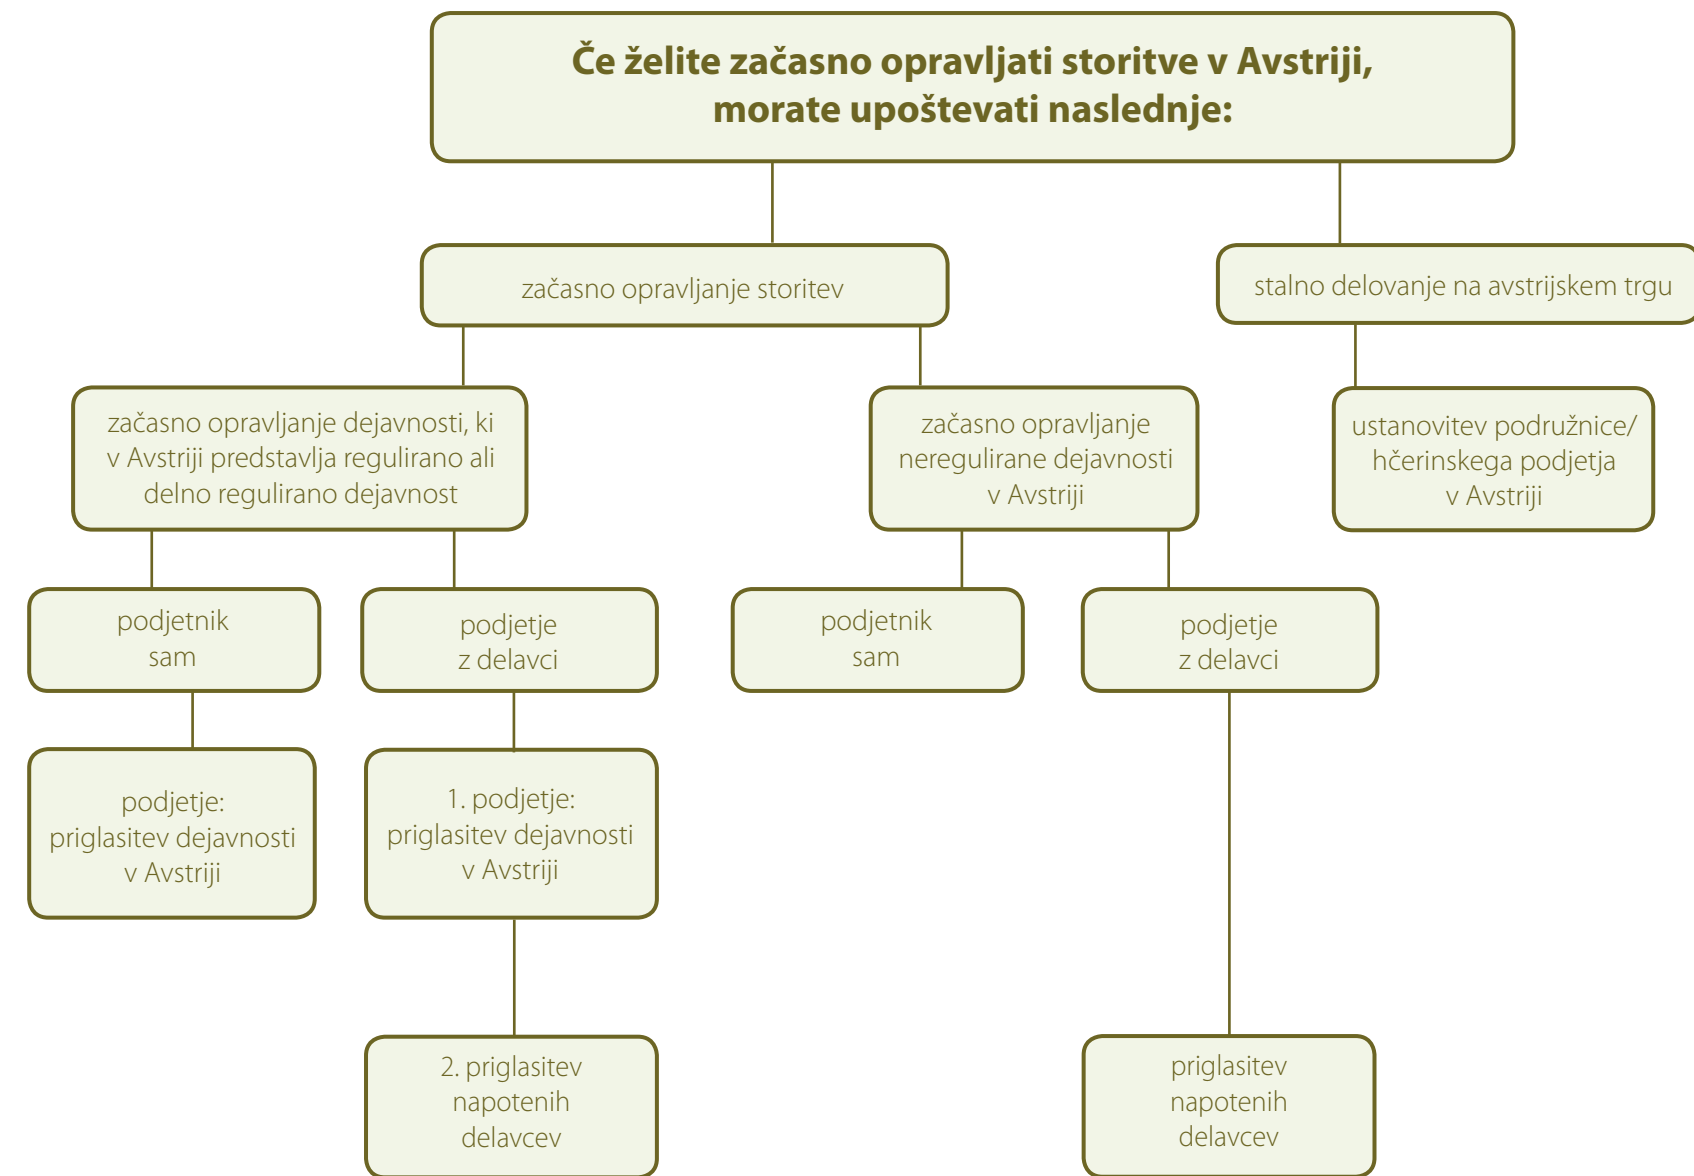 Če želite začasno opravljati storitve v Avstriji,
morate upoštevati naslednje:
začasno opravljanje storitev
stalno delovanje na avstrijskem trgu
začasno opravljanje dejavnosti, ki
v Avstriji predstavlja regulirano ali
delno regulirano dejavnost
začasno opravljanje
neregulirane dejavnosti
v Avstriji
ustanovitev podružnice/
hčerinskega podjetja
v Avstriji
podjetnik
sam
podjetje
z delavci
podjetnik
sam
podjetje
z delavci
podjetje:
priglasitev dejavnosti
v Avstriji
1. podjetje:
priglasitev dejavnosti
v Avstriji
2. priglasitev
napotenih
delavcev
priglasitev
napotenih
delavcev